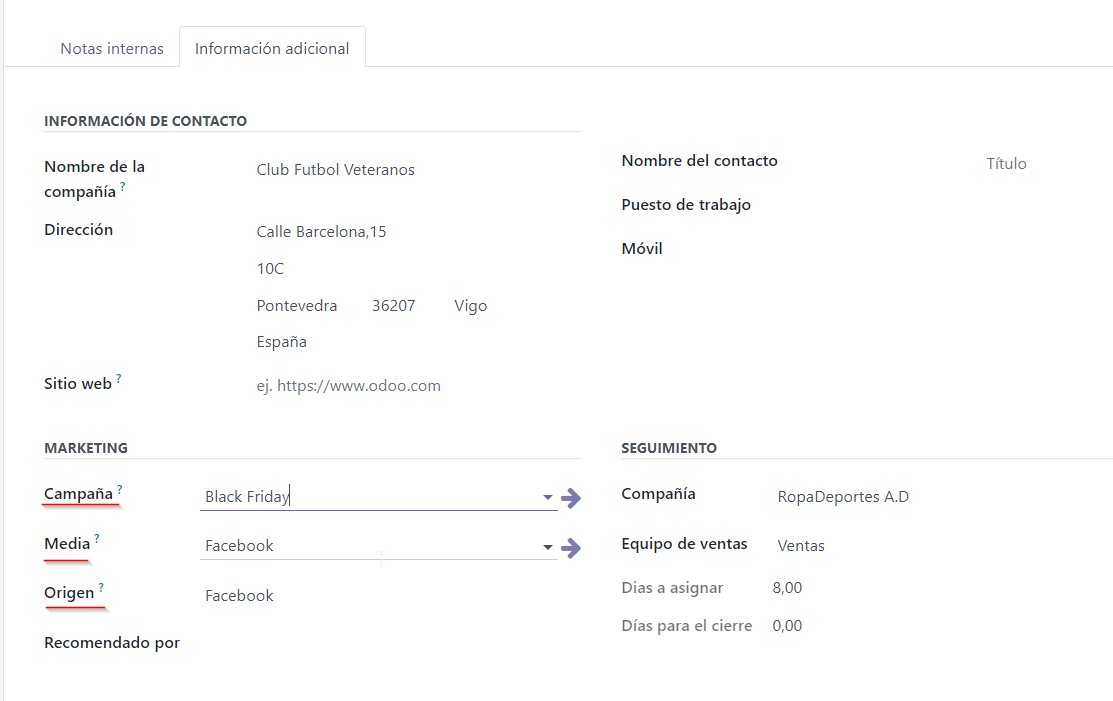 Notas internas
Información adicional
INFORMACIÓN DE CONTACTO
Nombre de la
compañía ?
Club Futbol Veteranos
Dirección
Calle Barcelona,15
10C
Pontevedra 36207 Vigo
España
Sitio web ?
ej. https://www.odoo.com
Nombre del contacto
Título
Puesto de trabajo
Móvil
MARKETING
Campaña ?
Black Friday
Media ?
Facebook
Origen ?
Facebook
Recomendado por
SEGUIMIENTO
Compañía
RopaDeportes A.D
Equipo de ventas
Ventas
Dias a asignar
8,00
Días para el cierre
0,00